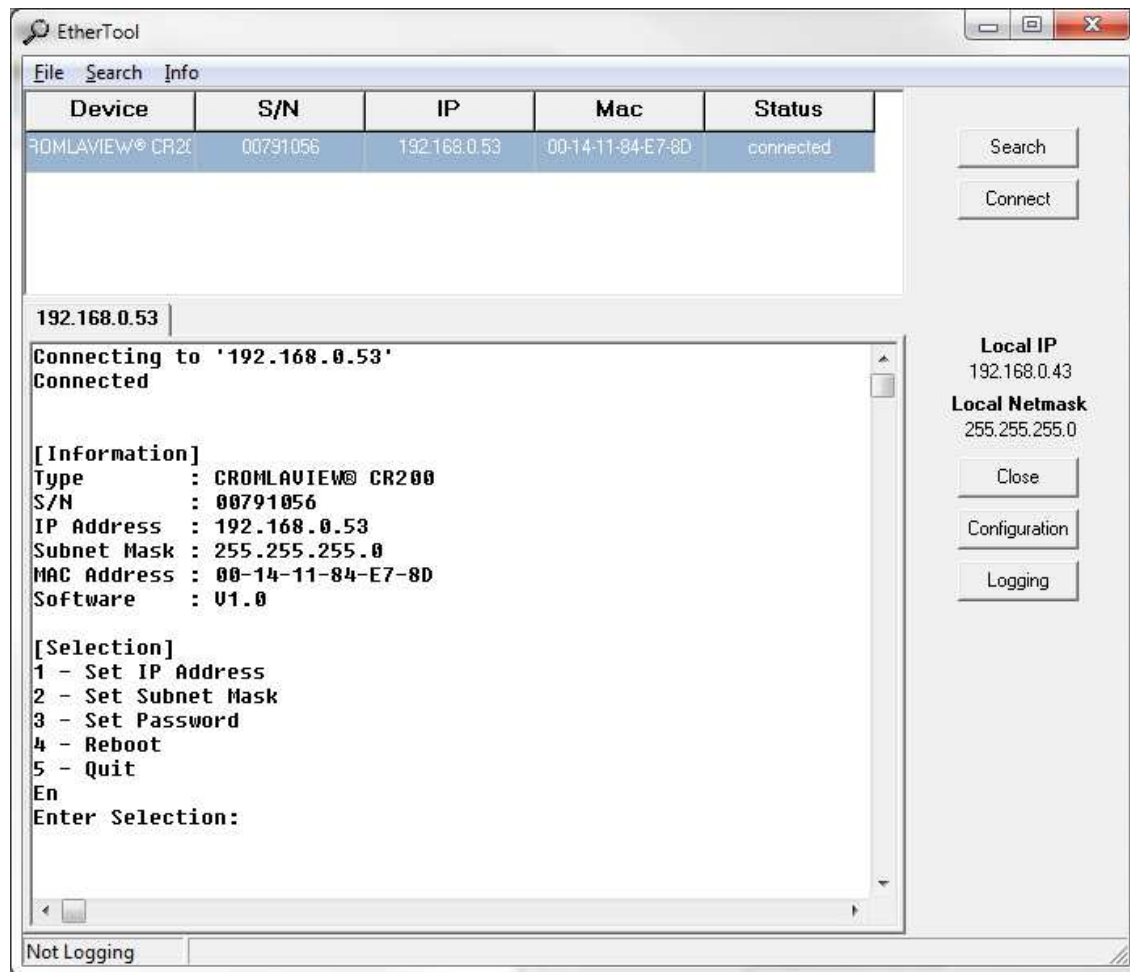 EtherTool
File Search Info
Device S/N IP Mac Status
ROMLAVIEW® CR20 00791056 192.168.0.53 00-14-11-84-E7-8D connected
Search
Connect
192.168.0.53
Connecting to '192.168.0.53'
Connected
[Information]
Type : CROMLAVIEW® CR200
S/N : 00791056
IP Address : 192.168.0.53
Subnet Mask : 255.255.255.0
MAC Address : 00-14-11-84-E7-8D
Software : V1.0
[Selection]
1 - Set IP Address
2 - Set Subnet Mask
3 - Set Password
4 - Reboot
5 - Quit
En
Enter Selection:
Local IP
192.168.0.43
Local Netmask
255.255.255.0
Close
Configuration
Logging
Not Logging